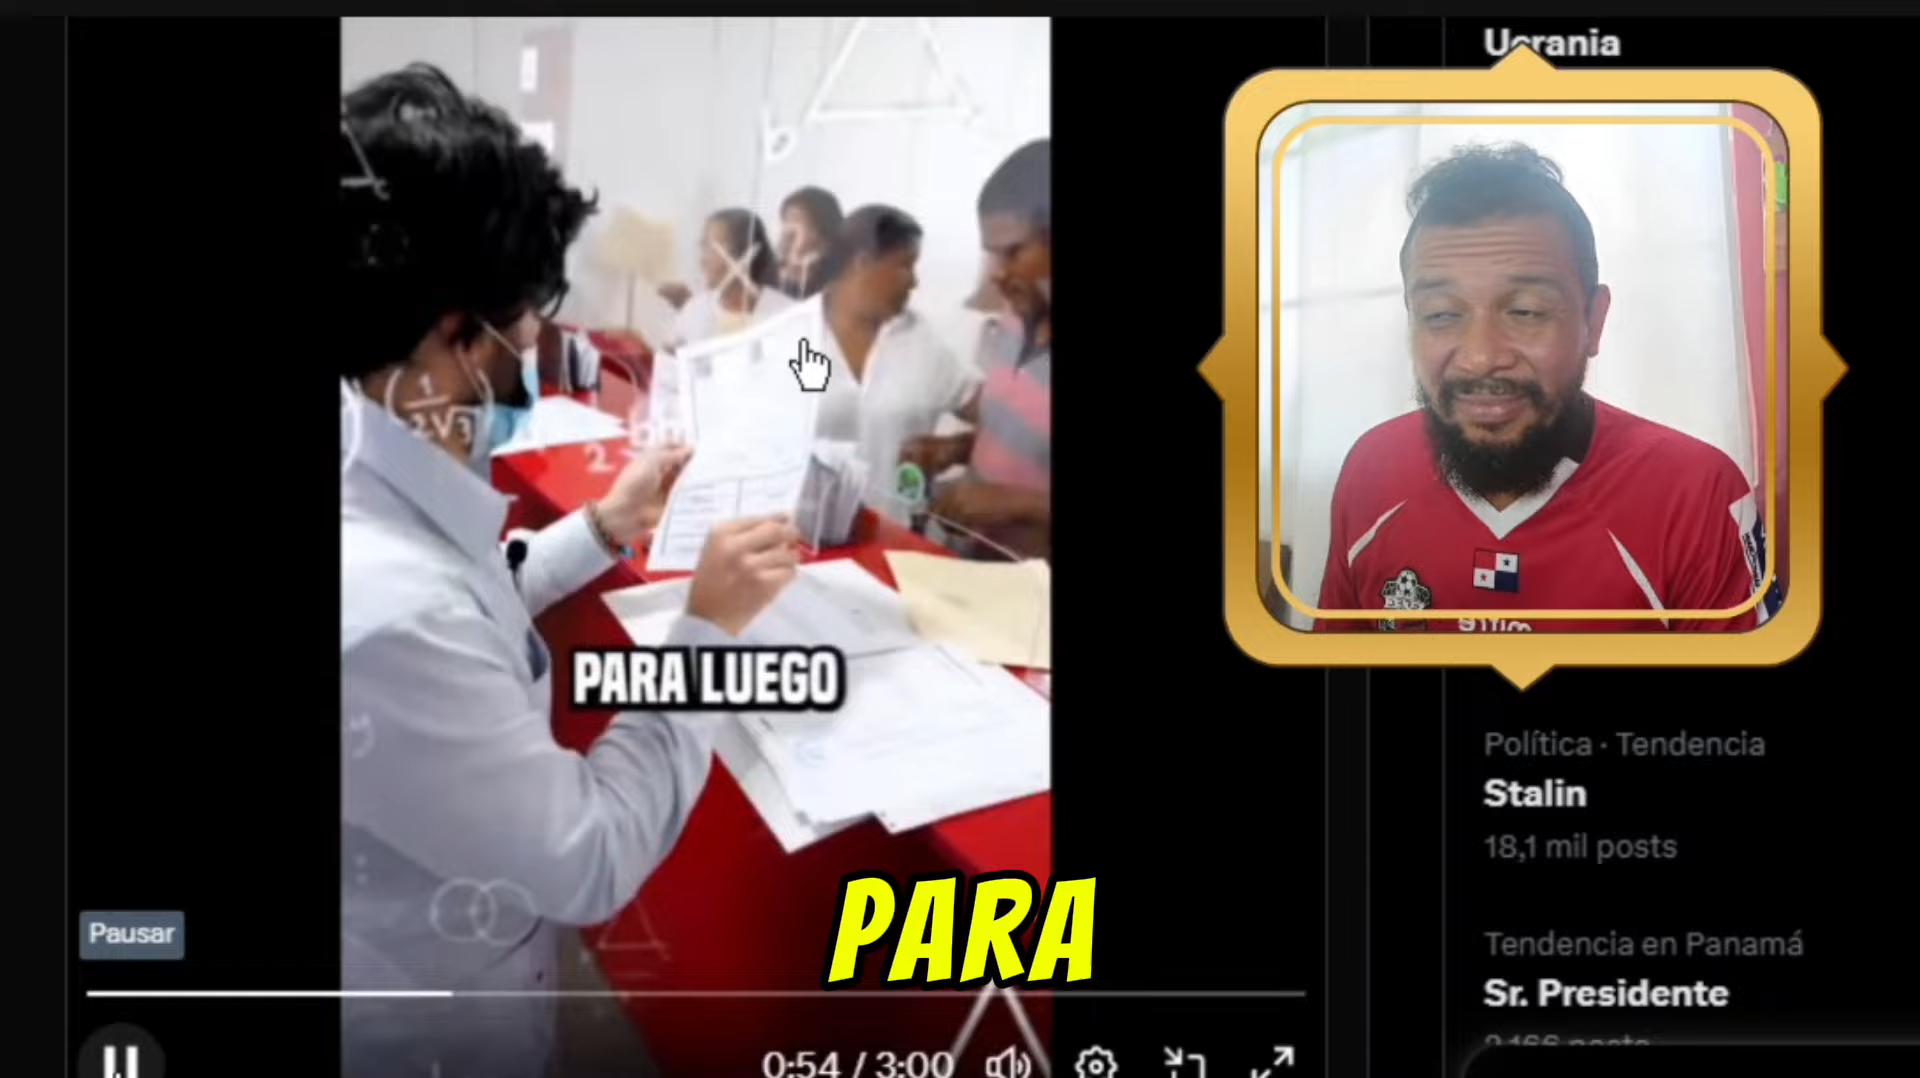 Ucrania
PARA LUEGO
Política · Tendencia
Stalin
18,1 mil posts
PARA
Pausar
Tendencia en Panamá
Sr. Presidente
0:54 / 3:00